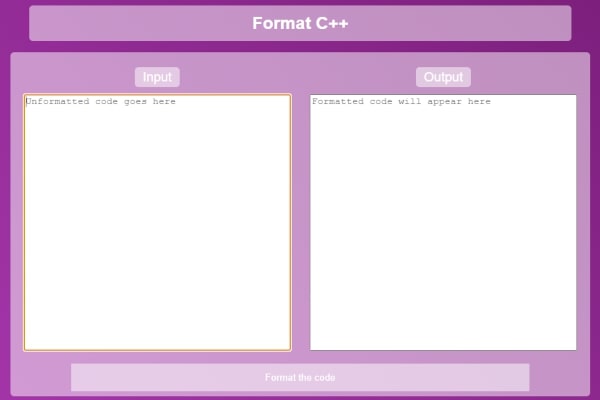 Format C++
Input
Output
Unformatted code goes here
Formatted code will appear here
Format the code